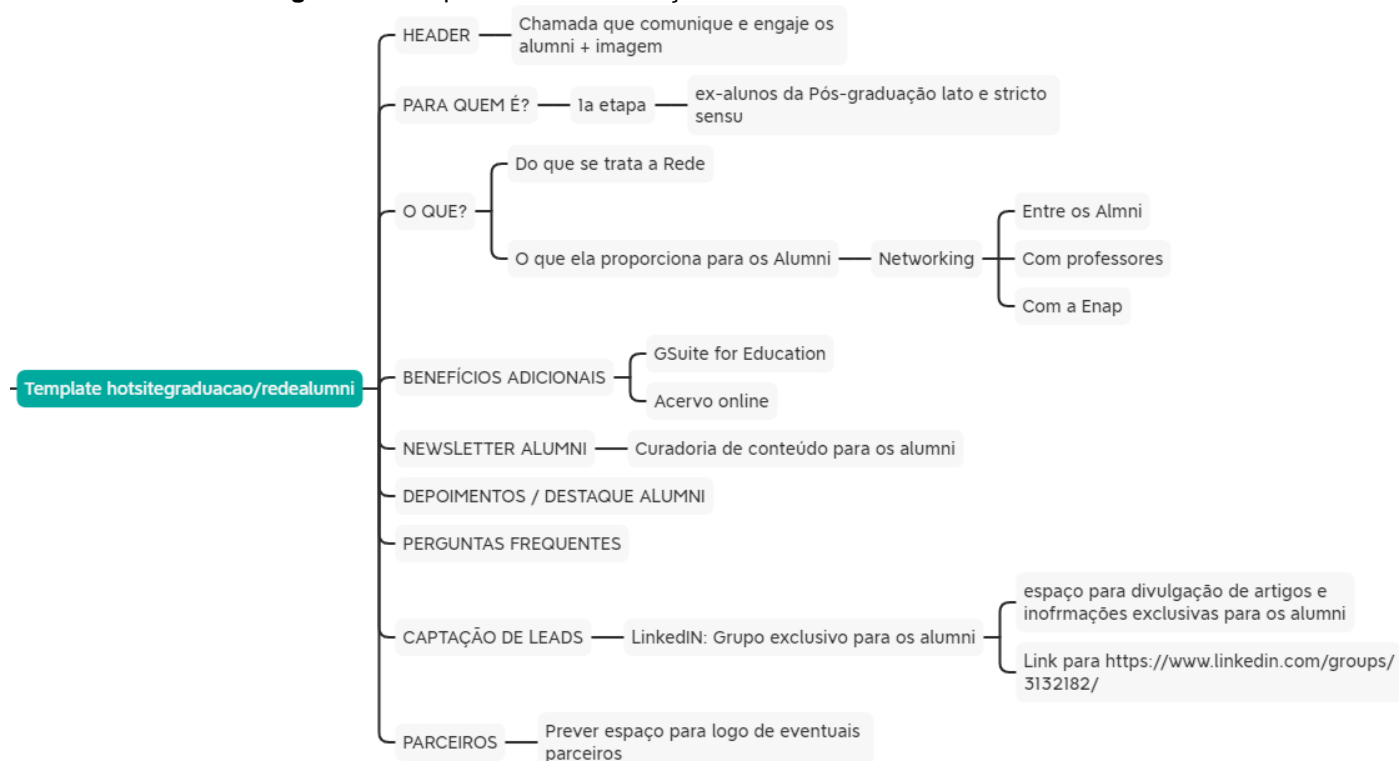 HEADER
Chamada que comunique e engaje os
alumni + imagem
PARA QUEM É?
1a etapa
ex-alunos da Pós-graduação lato e stricto
sensu
O QUE?
Do que se trata a Rede
O que ela proporciona para os Alumni
Networking
Entre os Almni
Com professores
Com a Enap
Template hotsitegraduacao/redealumni
BENEFÍCIOS ADICIONAIS
GSuite for Education
Acervo online
NEWSLETTER ALUMNI
Curadoria de conteúdo para os alumni
DEPOIMENTOS / DESTAQUE ALUMNI
PERGUNTAS FREQUENTES
CAPTAÇÃO DE LEADS
LinkedIN: Grupo exclusivo para os alumni
espaço para divulgação de artigos e
inofrmações exclusivas para os alumni
Link para https://www.linkedin.com/groups/
3132182/
PARCEIROS
Prever espaço para logo de eventuais
parceiros